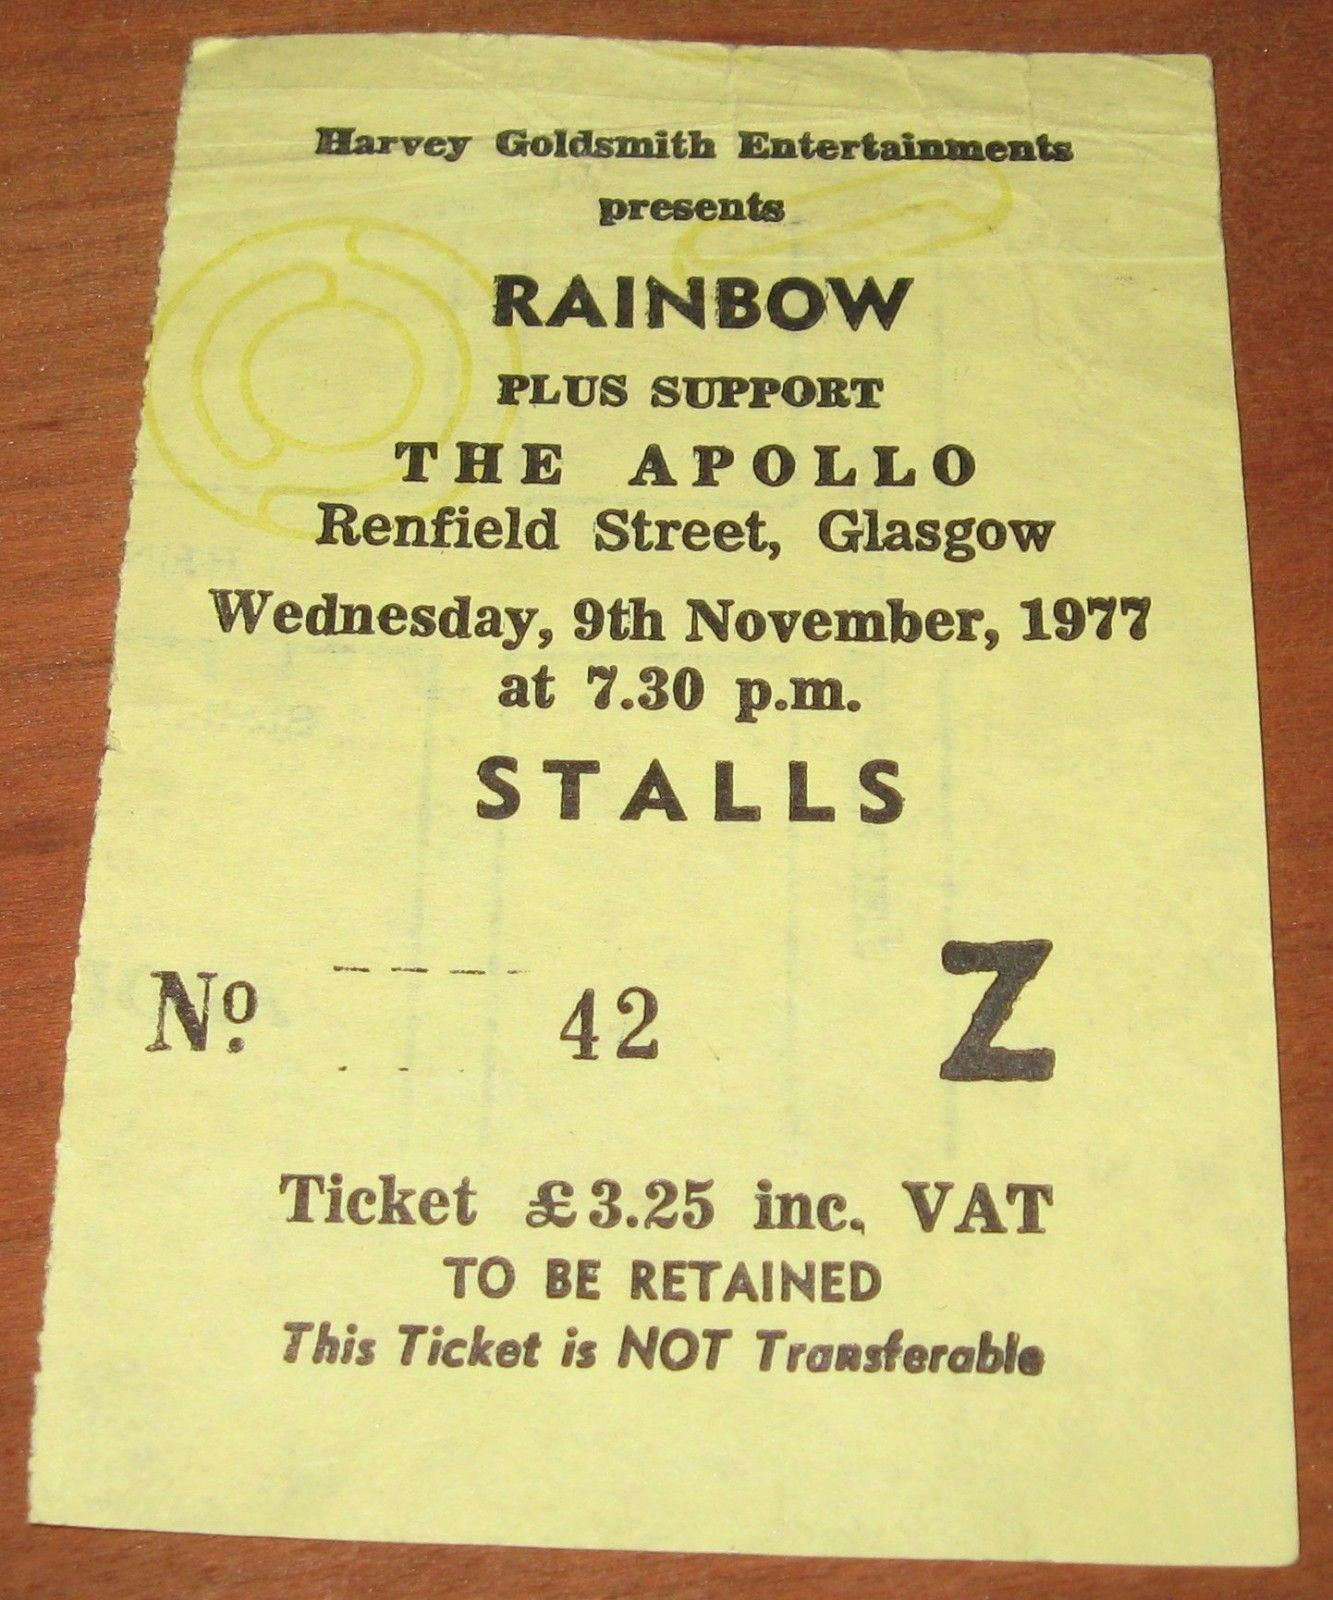 Harvey Goldsmith Entertainments
presents
RAINBOW
PLUS SUPPORT
THE APOLLO
Renfield Street, Glasgow
Wednesday, 9th November, 1977
at 7.30 p.m.
STALLS
No. 42 Z
Ticket £3.25 inc. VAT
TO BE RETAINED
This Ticket is NOT Transferable